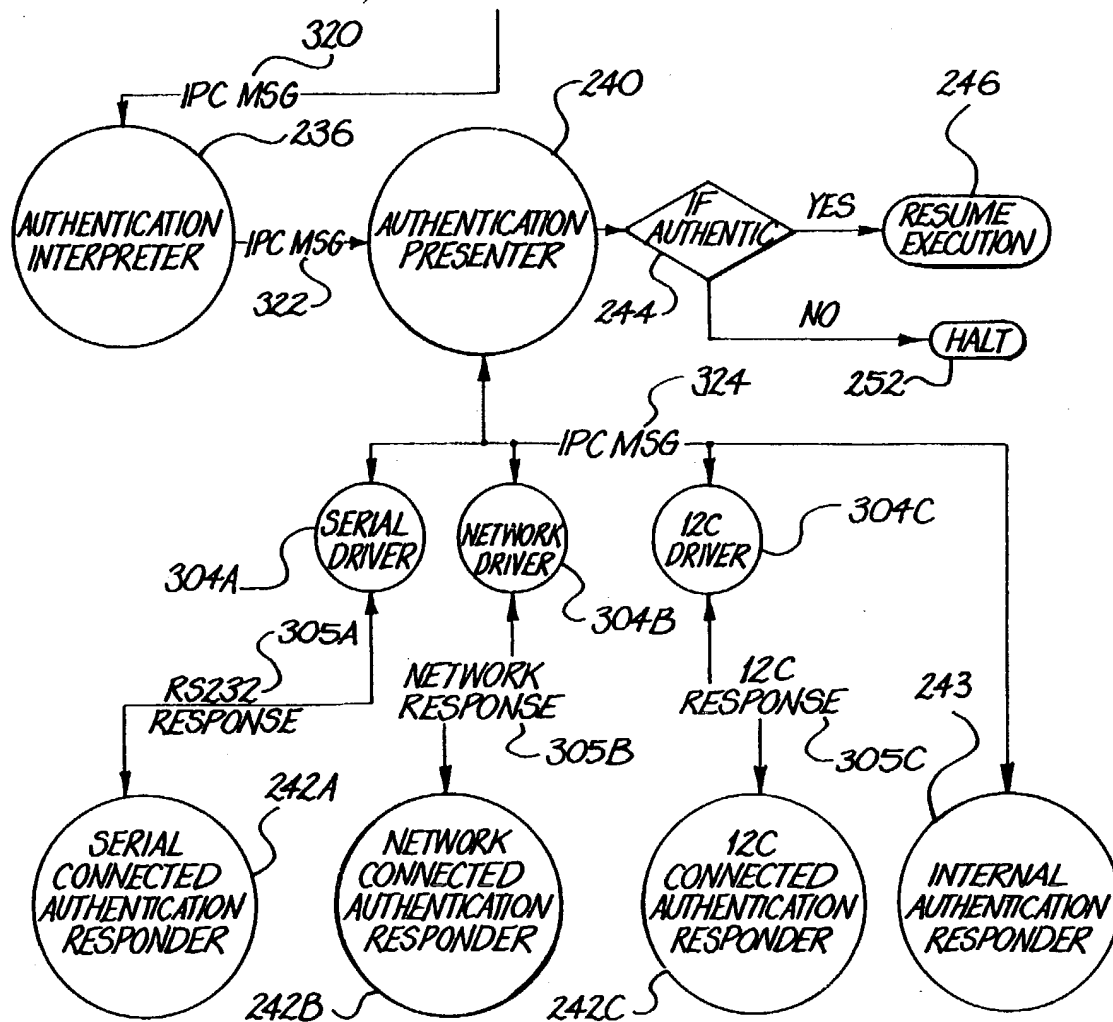 320
IPC MSG
236
240
246
AUTHENTICATION
INTERPRETER
IPC MSG
322
AUTHENTICATION
PRESENTER
IF
AUTHENTIC
244
YES
RESUME
EXECUTION
NO
HALT
252
324
IPC MSG
SERIAL
DRIVER
304A
NETWORK
DRIVER
304B
12C
DRIVER
304C
305A
RS232
RESPONSE
NETWORK
RESPONSE
305B
12C
RESPONSE
305C
243
242A
SERIAL
CONNECTED
AUTHENTICATION
RESPONDER
NETWORK
CONNECTED
AUTHENTICATION
RESPONDER
242B
12C
CONNECTED
AUTHENTICATION
RESPONDER
242C
INTERNAL
AUTHENTICATION
RESPONDER